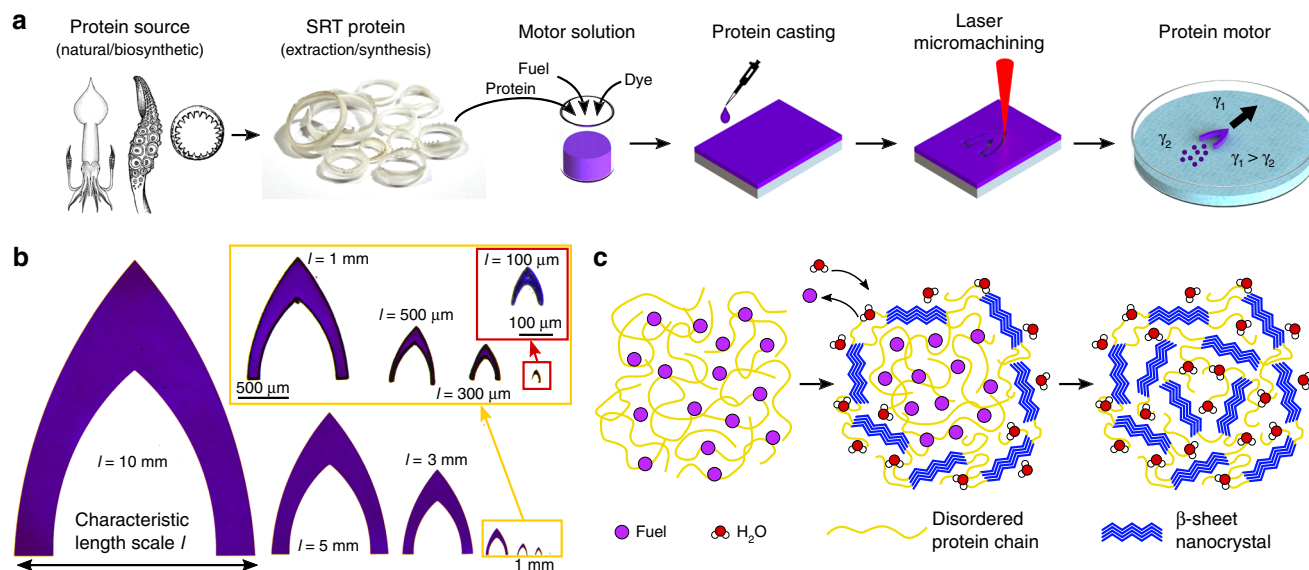 a
Protein source
(natural/biosynthetic)
SRT protein
(extraction/synthesis)
Motor solution
Fuel
Protein
Dye
Protein casting
Laser
micromachining
Protein motor
γ₁
γ₂
γ₁ > γ₂
b
l = 10 mm
Characteristic
length scale l
l = 1 mm
500 μm
l = 500 μm
l = 300 μm
l = 100 μm
100 μm
l = 5 mm
l = 3 mm
1 mm
c
Fuel
H₂O
Disordered
protein chain
β-sheet
nanocrystal